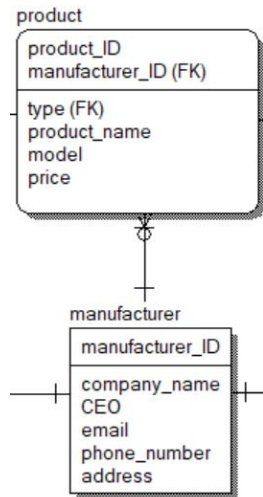 product
product_ID
manufacturer_ID (FK)
type (FK)
product_name
model
price
manufacturer
manufacturer_ID
company_name
CEO
email
phone_number
address